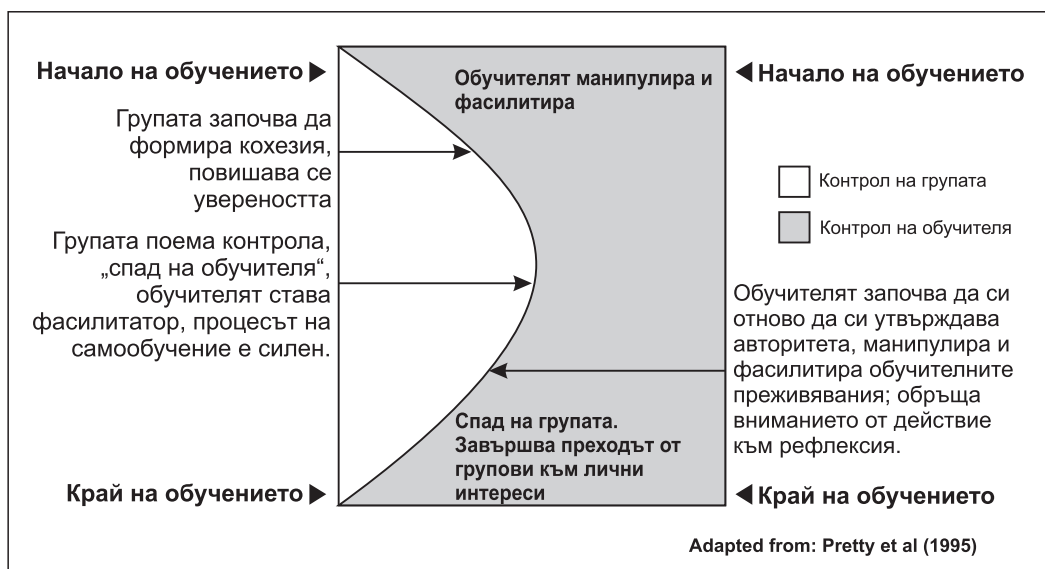 Начало на обучението
Групата започва да
формира кохезия,
повишава се
увереността
Групата поема контрола,
„спад на обучителя“,
обучителят става
фасилитатор, процесът на
самообучение е силен.
Край на обучението
Обучителят манипулира и
фасилитира
Спад на групата.
Завършва преходът от
групови към лични
интереси
Начало на обучението
Контрол на групата
Контрол на обучителя
Обучителят започва да си
отново да си утвърждава
авторитета, манипулира и
фасилитира обучителните
преживявания; обръща
вниманието от действие
към рефлексия.
Край на обучението
Adapted from: Pretty et al (1995)